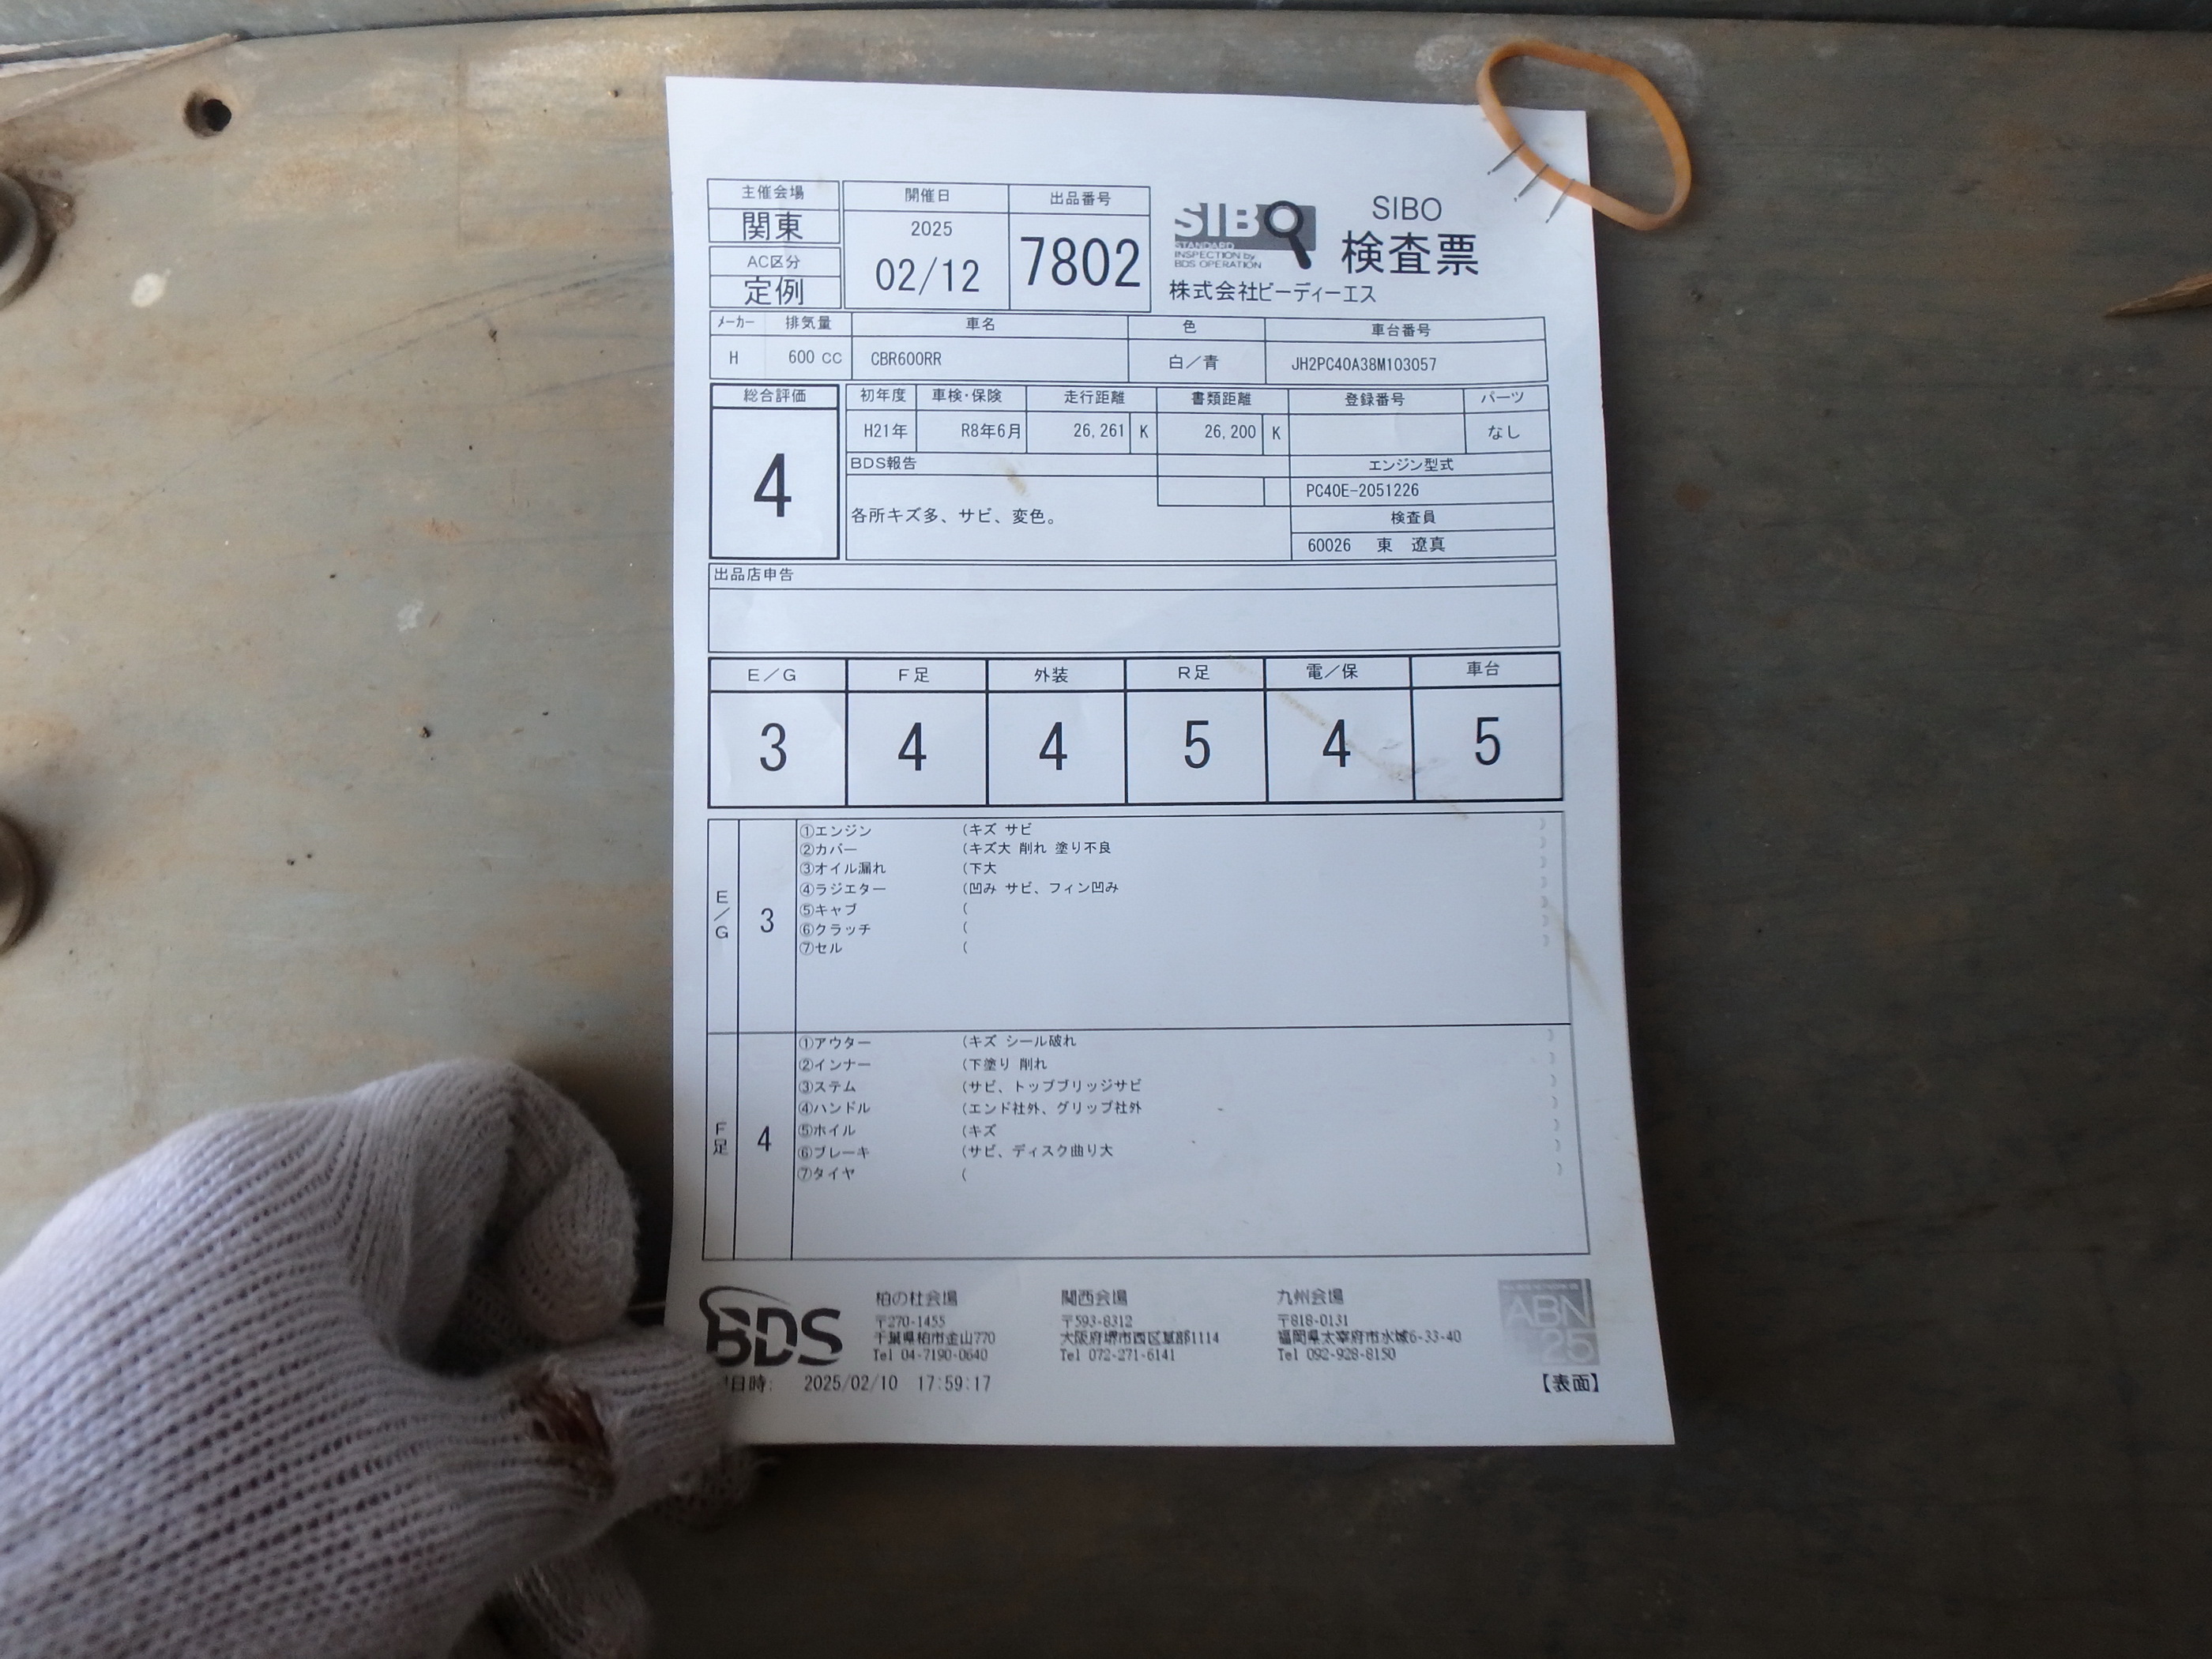 主催会場 開催日 出品番号
関東 2025 02/12 7802
AC区分
定例
SIBO
STANDARD
INSPECTION by
BDS OPERATION
SIBO
検査票
株式会社ビーディーエス
メーカー 排気量 車名 色 車台番号
H 600 cc CBR600RR 白／青 JH2PC40A38M103057
総合評価 初年度 車検・保険 走行距離 書類距離 登録番号 パーツ
4 H21年 R8年6月 26,261 K 26,200 K なし
BDS報告 エンジン型式
PC40E-2051226
各所キズ多、サビ、変色。 検査員
60026 東 遼真
出品店申告
E／G F足 外装 R足 電／保 車台
3 4 4 5 4 5
E／G 3
①エンジン (キズ サビ )
②カバー (キズ大 削れ 塗り不良 )
③オイル漏れ (下大 )
④ラジエター (凹み サビ、フィン凹み )
⑤キャブ ( )
⑥クラッチ ( )
⑦セル ( )
F足 4
①アウター (キズ シール破れ )
②インナー (下塗り 削れ )
③ステム (サビ、トップブリッジサビ )
④ハンドル (エンド社外、グリップ社外 )
⑤ホイル (キズ )
⑥ブレーキ (サビ、ディスク曲り大 )
⑦タイヤ ( )
BDS
柏の杜会場 関西会場 九州会場
〒270-1455 〒593-8312 〒818-0131
千葉県柏市金山770 大阪府堺市西区草部1114 福岡県太宰府市水城6-33-40
Tel 04-7190-0640 Tel 072-271-6141 Tel 092-928-8150
ABN
25
日時: 2025/02/10 17:59:17 【表面】